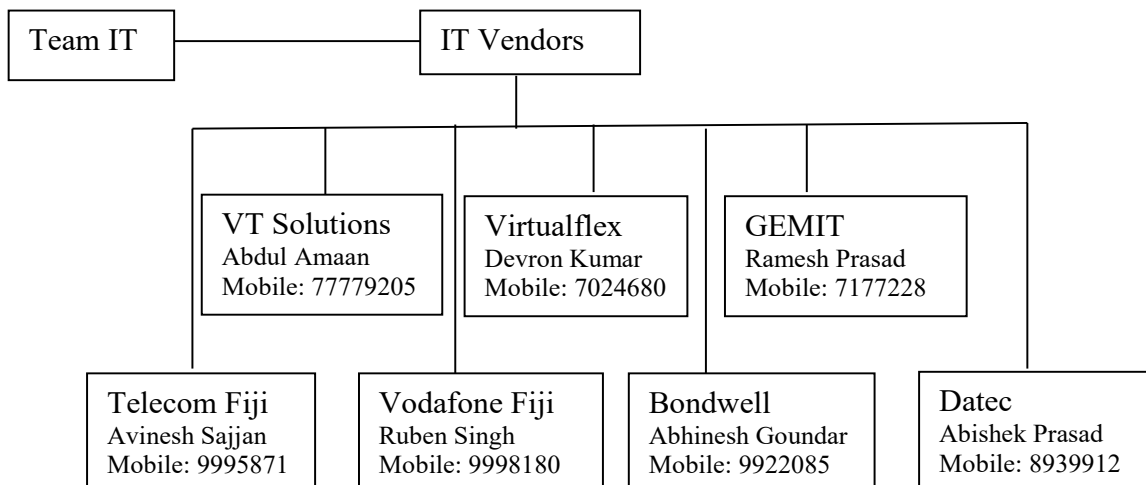 Team IT
IT Vendors
VT Solutions
Abdul Amaan
Mobile: 77779205
Virtualflex
Devron Kumar
Mobile: 7024680
GEMIT
Ramesh Prasad
Mobile: 7177228
Telecom Fiji
Avinesh Sajjan
Mobile: 9995871
Vodafone Fiji
Ruben Singh
Mobile: 9998180
Bondwell
Abhinesh Goundar
Mobile: 9922085
Datec
Abishek Prasad
Mobile: 8939912